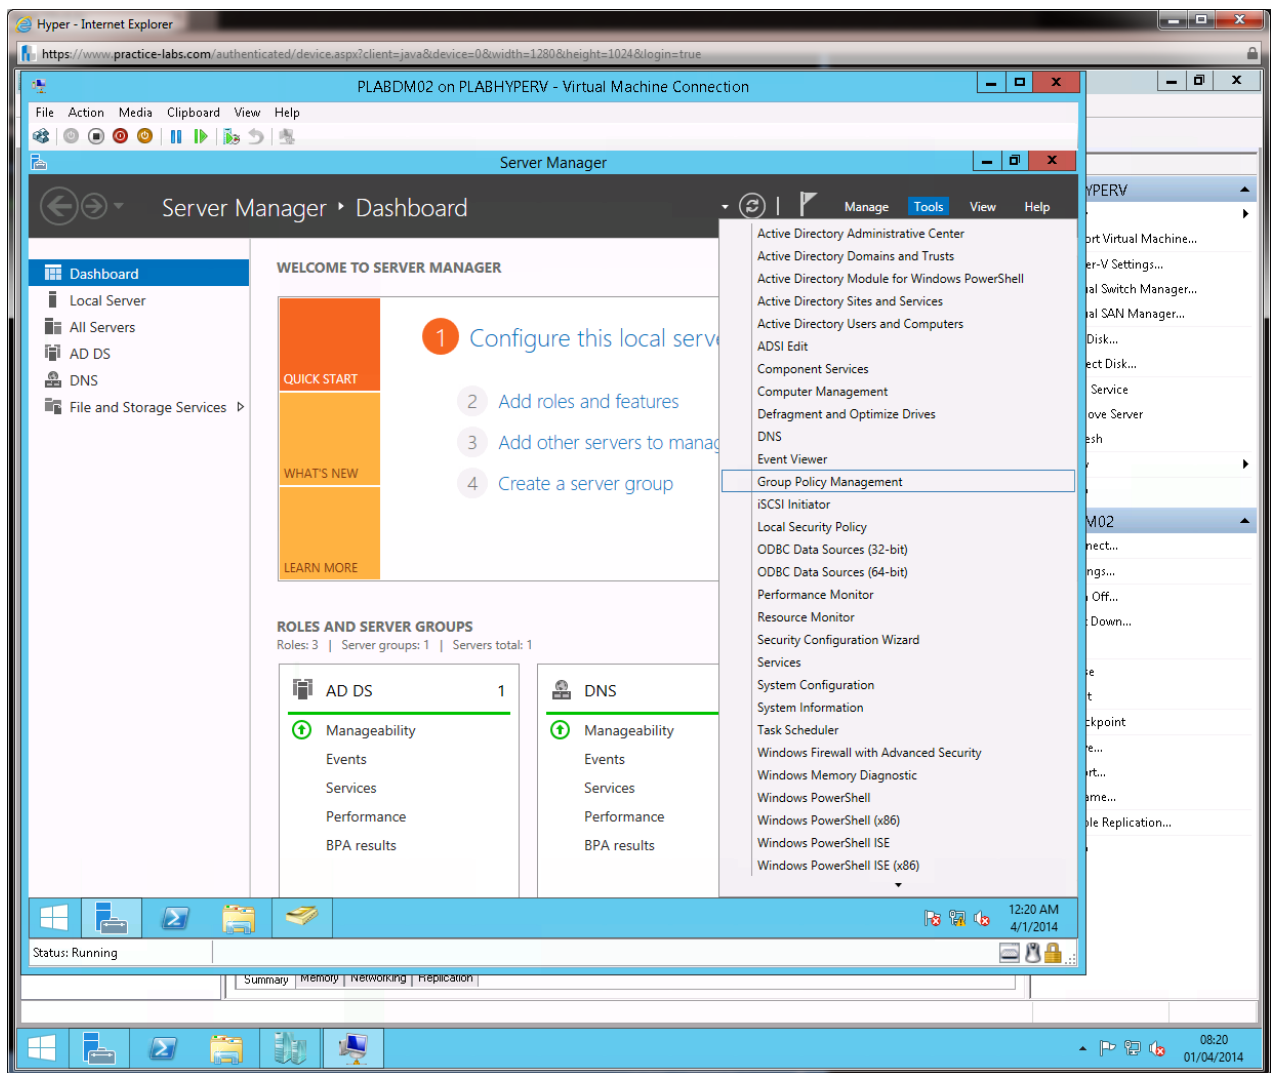 Hyper - Internet Explorer
https://www.practice-labs.com/authenticated/device.aspx?client=java&device=0&width=1280&height=1024&login=true
PLABDM02 on PLABHYPERV - Virtual Machine Connection
File Action Media Clipboard View Help
Server Manager
Server Manager • Dashboard
Manage Tools View Help
Dashboard
Local Server
All Servers
AD DS
DNS
File and Storage Services
WELCOME TO SERVER MANAGER
QUICK START
WHAT'S NEW
LEARN MORE
1 Configure this local serve
2 Add roles and features
3 Add other servers to manag
4 Create a server group
ROLES AND SERVER GROUPS
Roles: 3 | Server groups: 1 | Servers total: 1
AD DS 1
Manageability
Events
Services
Performance
BPA results
DNS
Manageability
Events
Services
Performance
BPA results
Active Directory Administrative Center
Active Directory Domains and Trusts
Active Directory Module for Windows PowerShell
Active Directory Sites and Services
Active Directory Users and Computers
ADSI Edit
Component Services
Computer Management
Defragment and Optimize Drives
DNS
Event Viewer
Group Policy Management
iSCSI Initiator
Local Security Policy
ODBC Data Sources (32-bit)
ODBC Data Sources (64-bit)
Performance Monitor
Resource Monitor
Security Configuration Wizard
Services
System Configuration
System Information
Task Scheduler
Windows Firewall with Advanced Security
Windows Memory Diagnostic
Windows PowerShell
Windows PowerShell (x86)
Windows PowerShell ISE
Windows PowerShell ISE (x86)
YPERV
ort Virtual Machine...
er-V Settings...
ual Switch Manager...
ual SAN Manager...
Disk...
ect Disk...
Service
ove Server
esh
M02
nect...
ngs...
Off...
Down...
se
t
ckpoint
ort...
ame...
ble Replication...
12:20 AM
4/1/2014
Status: Running
Summary Memory Networking Replication
08:20
01/04/2014